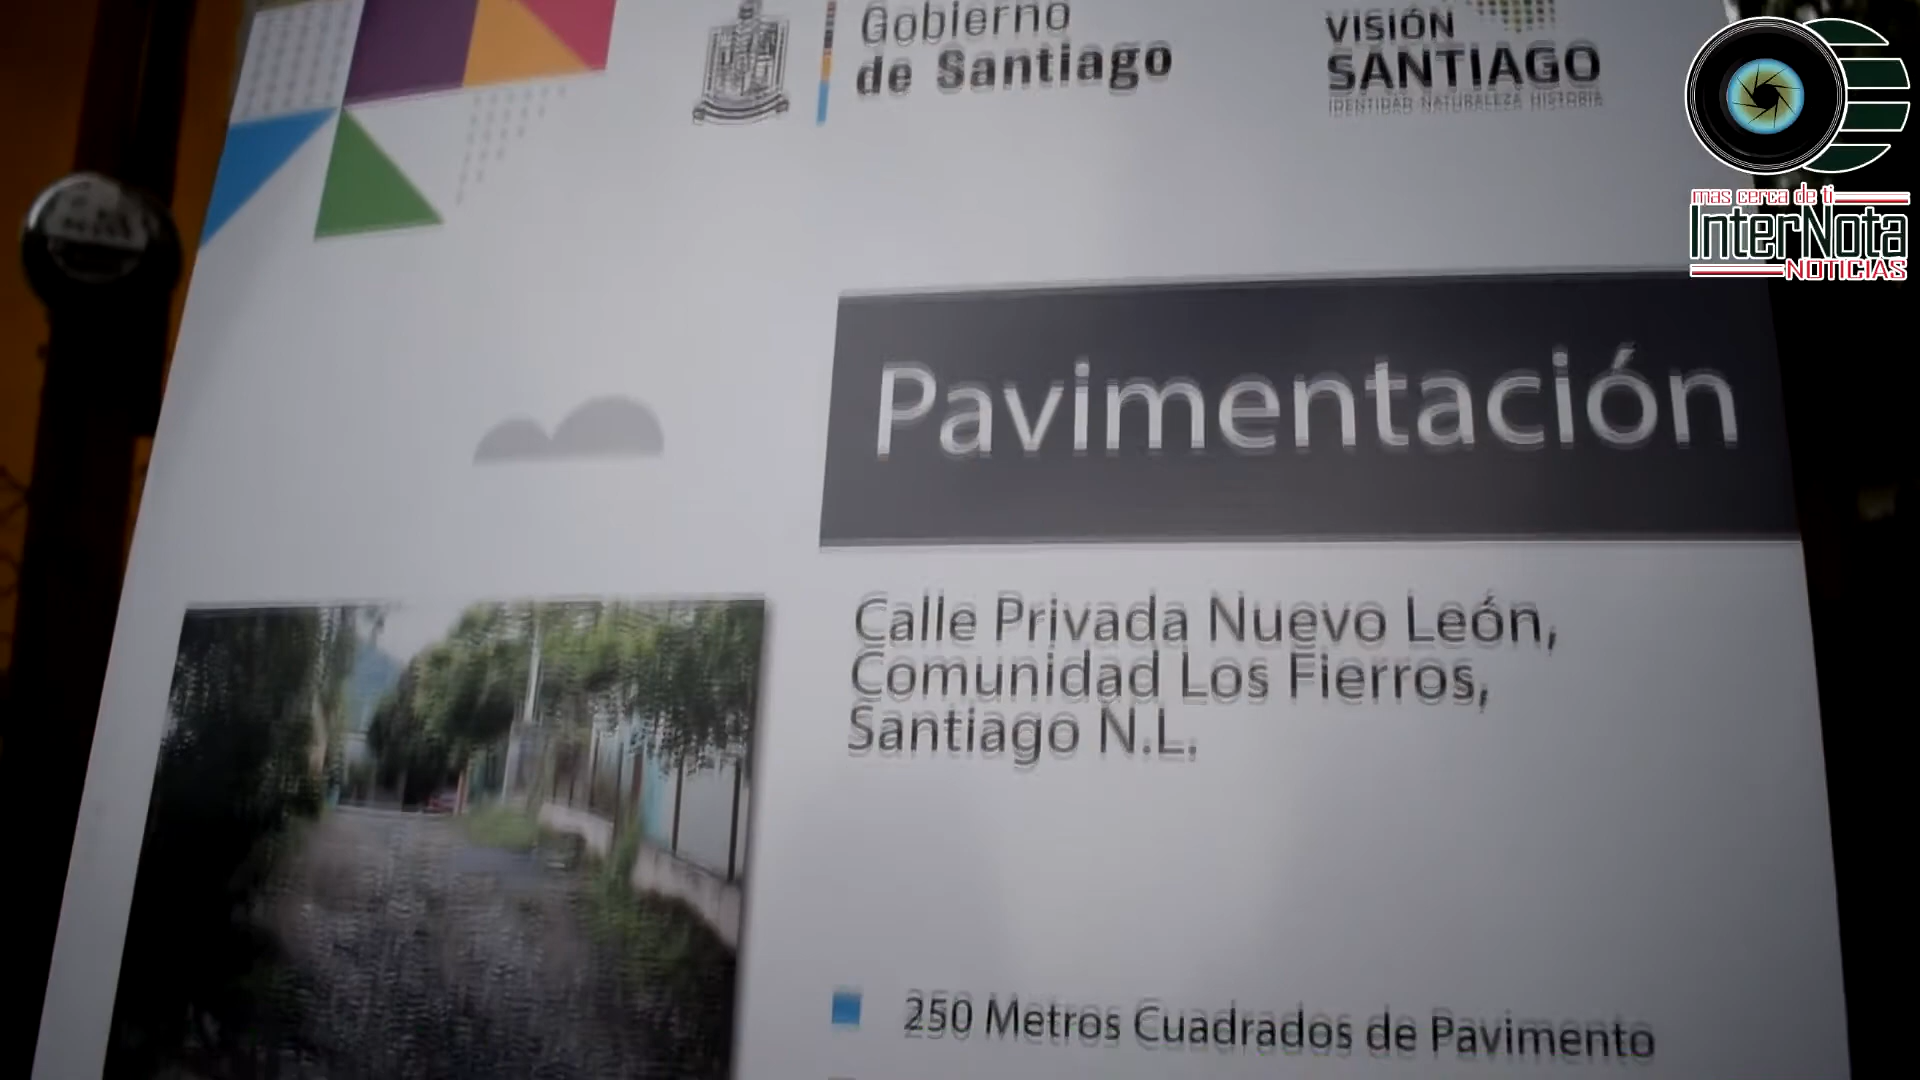 Gobierno
de Santiago
VISIÓN
SANTIAGO
IDENTIDAD NATURALEZA HISTORIA
mas cerca de ti
InterNota
NOTICIAS
Pavimentación
Calle Privada Nuevo León,
Comunidad Los Fierros,
Santiago N.L.
250 Metros Cuadrados de Pavimento